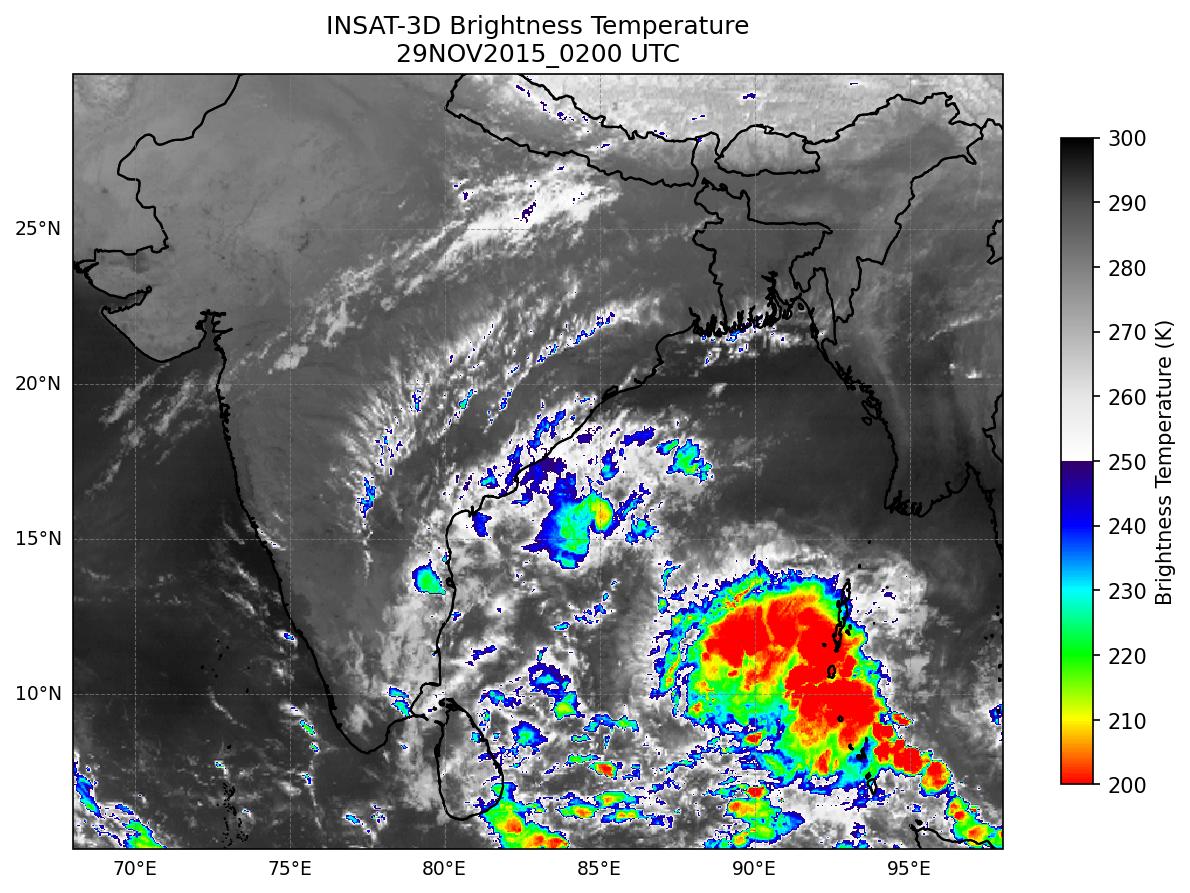 INSAT-3D Brightness Temperature
29NOV2015_0200 UTC
25°N
20°N
15°N
10°N
70°E
75°E
80°E
85°E
90°E
95°E
300
290
280
270
260
250
240
230
220
210
200
Brightness Temperature (K)